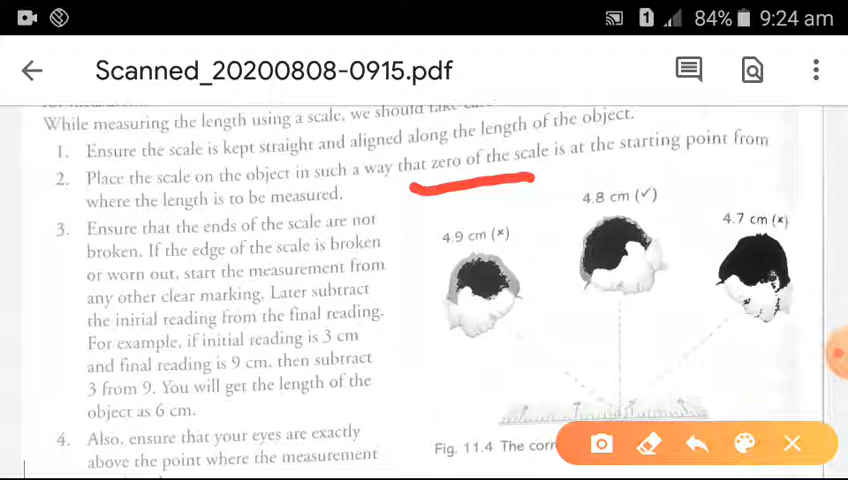 1 84% 9:24 am
Scanned_20200808-0915.pdf
While measuring the length using a scale, we should take
1. Ensure the scale is kept straight and aligned along the length of the object.
2. Place the scale on the object in such a way that zero of the scale is at the starting point from
where the length is to be measured.
3. Ensure that the ends of the scale are not
broken. If the edge of the scale is broken
or worn out, start the measurement from
any other clear marking. Later subtract
the initial reading from the final reading.
For example, if initial reading is 3 cm
and final reading is 9 cm, then subtract
3 from 9. You will get the length of the
object as 6 cm.
4. Also, ensure that your eyes are exactly
above the point where the measurement
4.9 cm (×)
4.8 cm (✓)
4.7 cm (×)
Fig. 11.4 The